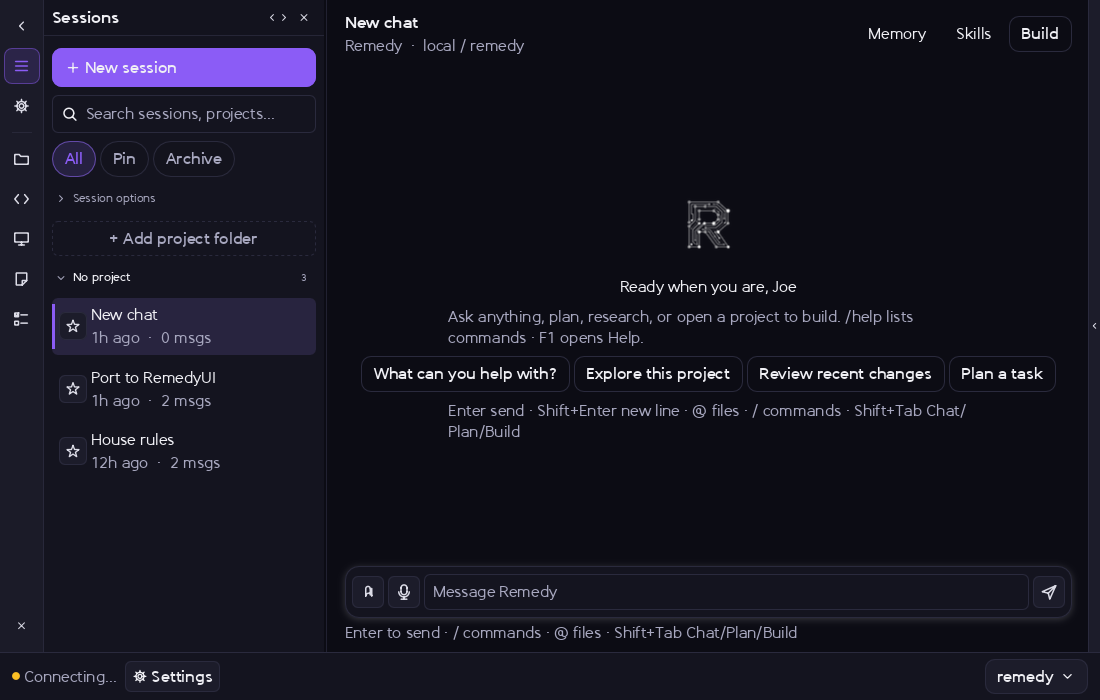 Sessions
New chat
Remedy · local / remedy
Memory
Skills
Build
+ New session
Search sessions, projects...
All
Pin
Archive
Session options
+ Add project folder
No project
3
New chat
1h ago · 0 msgs
Port to RemedyUI
1h ago · 2 msgs
House rules
12h ago · 2 msgs
R
Ready when you are, Joe
Ask anything, plan, research, or open a project to build. /help lists
commands · F1 opens Help.
What can you help with?
Explore this project
Review recent changes
Plan a task
Enter send · Shift+Enter new line · @ files · / commands · Shift+Tab Chat/
Plan/Build
Message Remedy
Enter to send · / commands · @ files · Shift+Tab Chat/Plan/Build
Connecting...
Settings
remedy